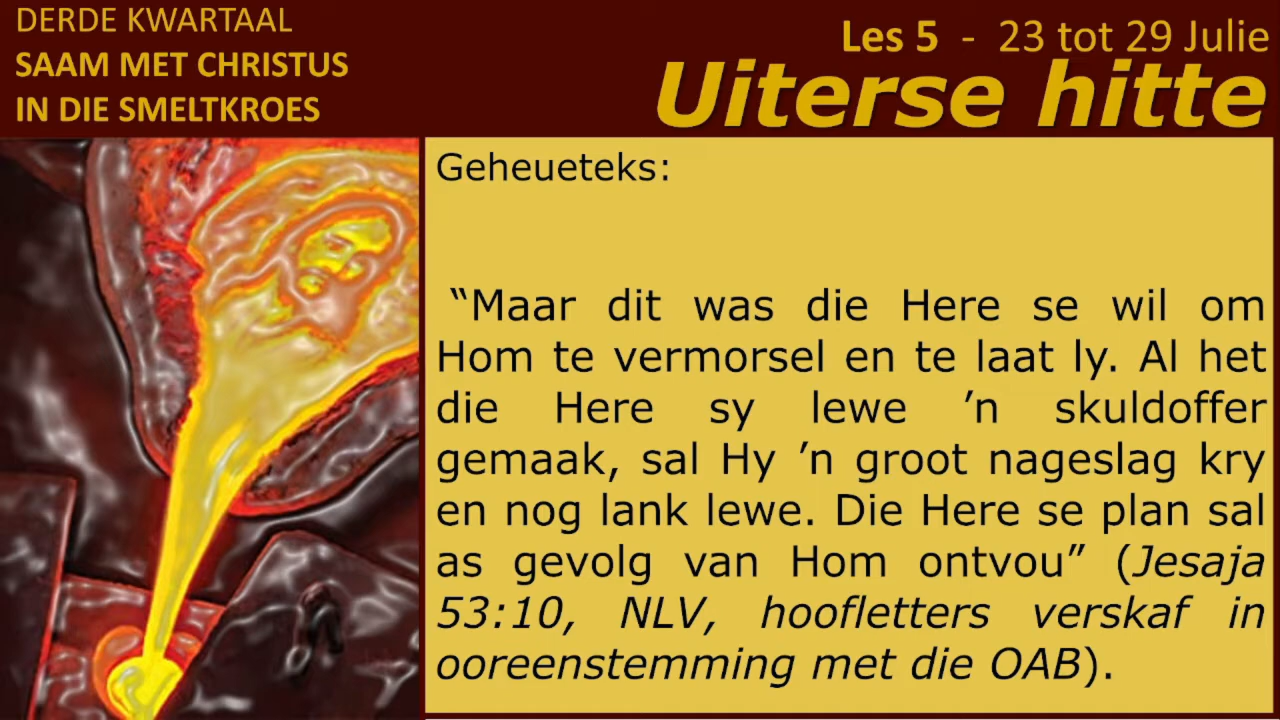 DERDE KWARTAAL
SAAM MET CHRISTUS
IN DIE SMELTKROES
Les 5 - 23 tot 29 Julie
Uiterse hitte
Geheueteks:
“Maar dit was die Here se wil om
Hom te vermorsel en te laat ly. Al het
die Here sy lewe ’n skuldoffer
gemaak, sal Hy ’n groot nageslag kry
en nog lank lewe. Die Here se plan sal
as gevolg van Hom ontvou” (Jesaja
53:10, NLV, hoofletters verskaf in
ooreenstemming met die OAB).